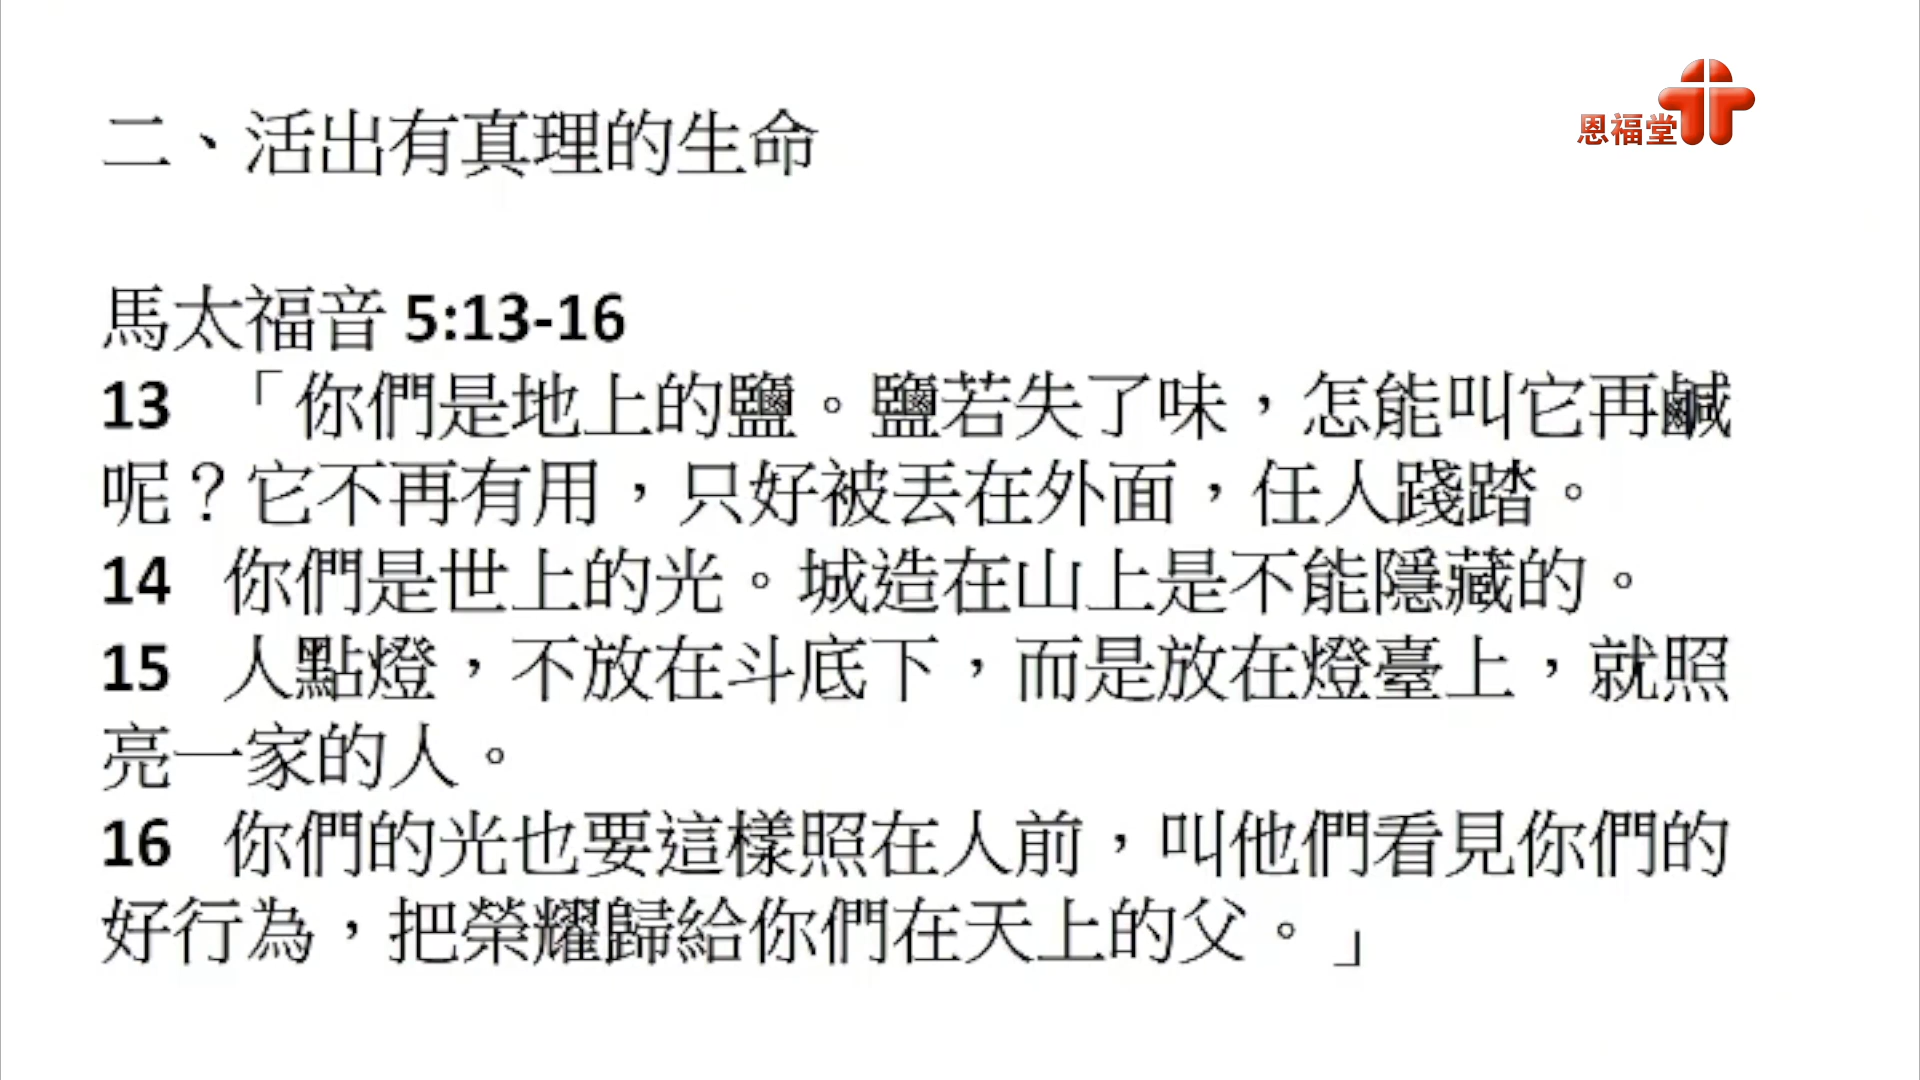 恩福堂
二、活出有真理的生命
馬太福音 5:13-16
13 「你們是地上的鹽。鹽若失了味，怎能叫它再鹹
呢？它不再有用，只好被丟在外面，任人踐踏。
14 你們是世上的光。城造在山上是不能隱藏的。
15 人點燈，不放在斗底下，而是放在燈臺上，就照
亮一家的人。
16 你們的光也要這樣照在人前，叫他們看見你們的
好行為，把榮耀歸給你們在天上的父。」